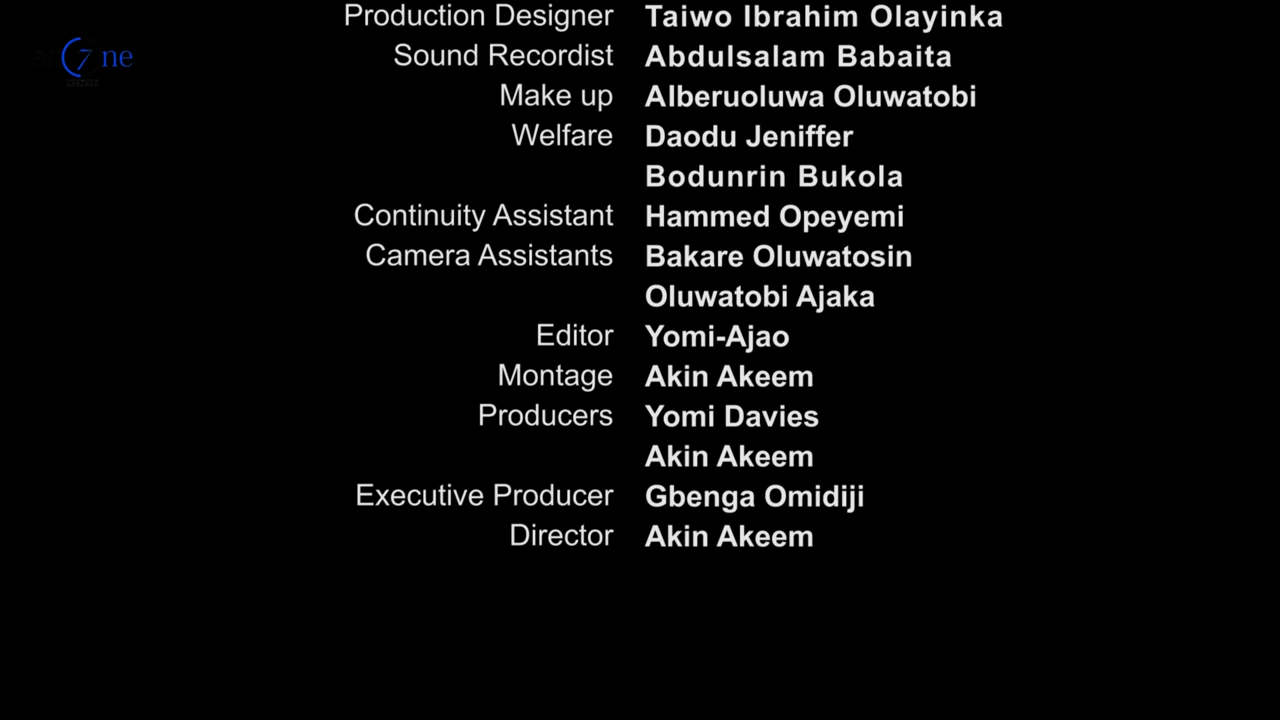 Production Designer Taiwo Ibrahim Olayinka
Sound Recordist Abdulsalam Babaita
Make up Alberuoluwa Oluwatobi
Welfare Daodu Jeniffer
Bodunrin Bukola
Continuity Assistant Hammed Opeyemi
Camera Assistants Bakare Oluwatosin
Oluwatobi Ajaka
Editor Yomi-Ajao
Montage Akin Akeem
Producers Yomi Davies
Akin Akeem
Executive Producer Gbenga Omidiji
Director Akin Akeem